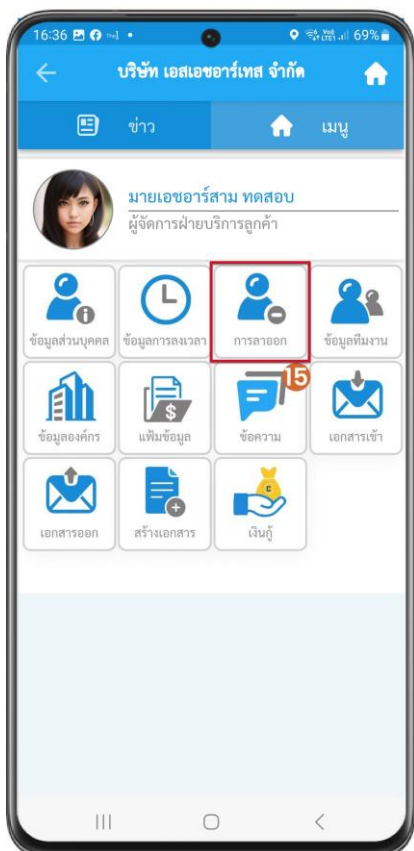 16:36
69%
บริษัท เอสเอชอาร์เทส จำกัด
ข่าว
เมนู
มายเอชอาร์สาม ทดสอบ
ผู้จัดการฝ่ายบริการลูกค้า
ข้อมูลส่วนบุคคล
ข้อมูลการลงเวลา
การลาออก
ข้อมูลทีมงาน
15
ข้อมูลองค์กร
แฟ้มข้อมูล
ข้อความ
เอกสารเข้า
เอกสารออก
สร้างเอกสาร
เงินกู้